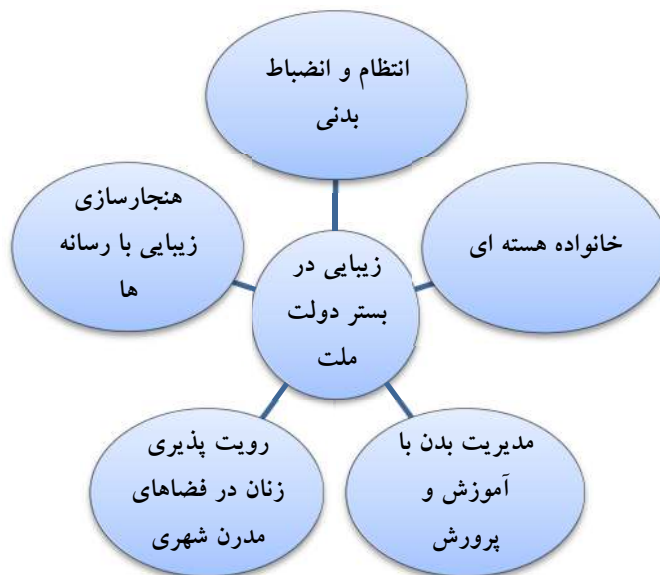 انتظام و انضباط
بدنی
هنجارسازی
زیبایی با رسانه
ها
خانواده هسته ای
زیبایی در
بستر دولت
ملت
رویت پذیری
زنان در فضاهای
مدرن شهری
مدیریت بدن با
آموزش و
پرورش